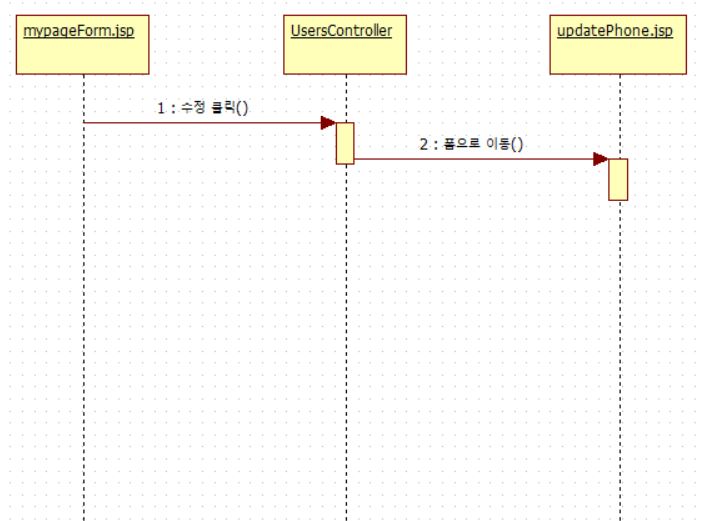 mypageForm.jsp
UsersController
updatePhone.jsp
1 : 수정 클릭()
2 : 폼으로 이동()